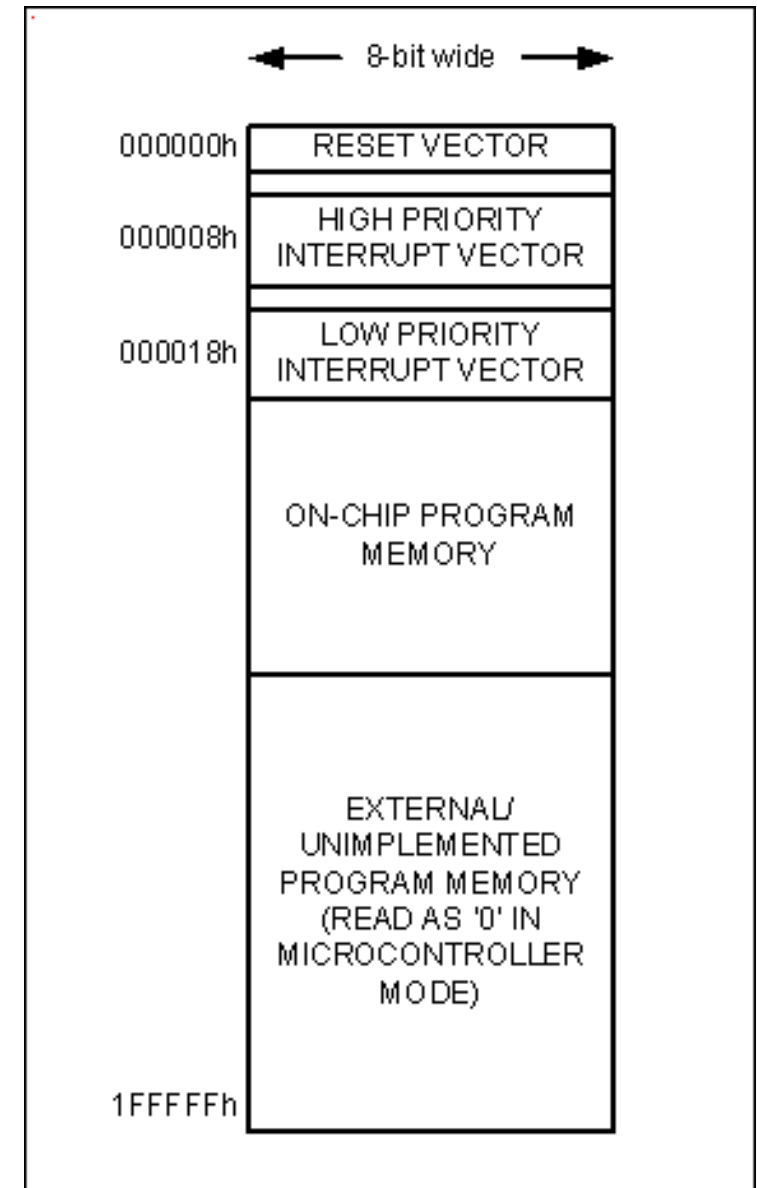 8-bit wide
000000h
RESET VECTOR
000008h
HIGH PRIORITY
INTERRUPT VECTOR
000018h
LOW PRIORITY
INTERRUPT VECTOR
ON-CHIP PROGRAM
MEMORY
EXTERNAL/
UNIMPLEMENTED
PROGRAM MEMORY
(READ AS '0' IN
MICROCONTROLLER
MODE)
1FFFFFh